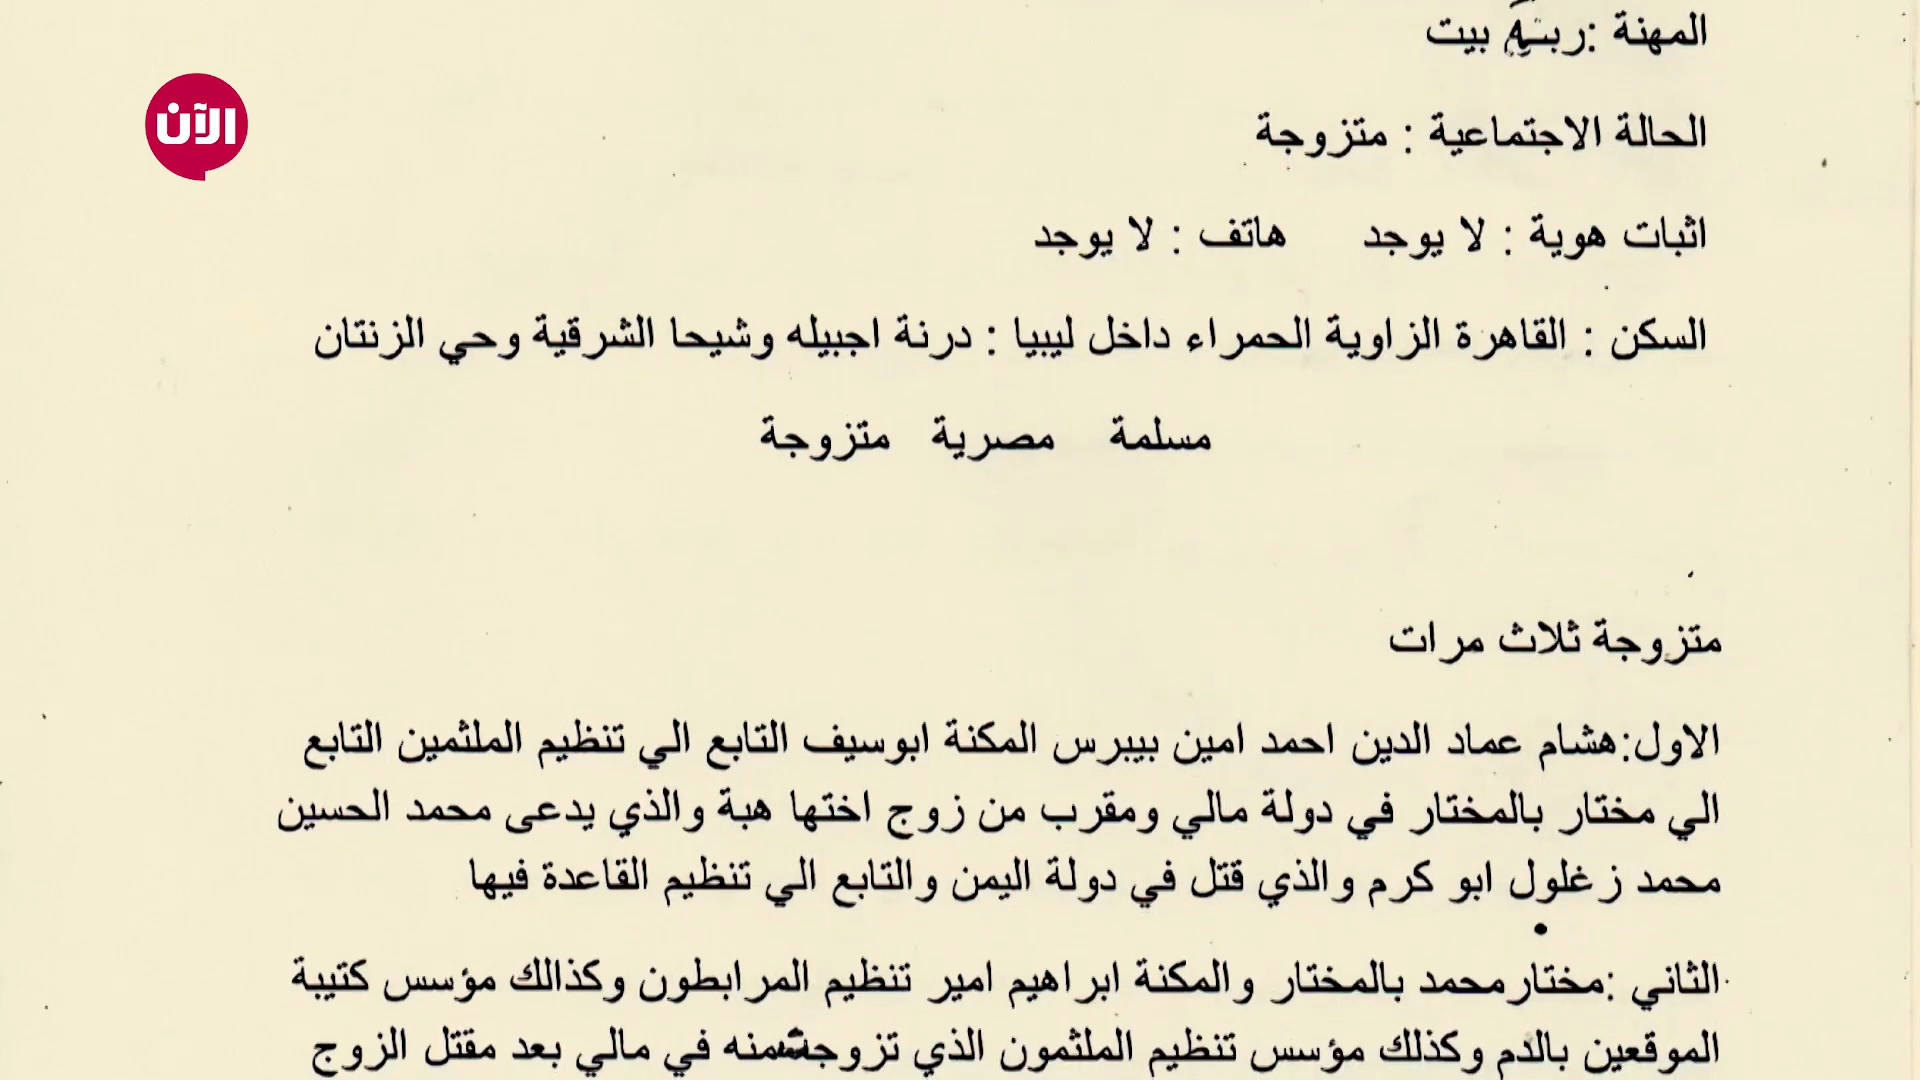 الآن
المهنة :ربة بيت
الحالة الاجتماعية : متزوجة
اثبات هوية : لا يوجد هاتف : لا يوجد
السكن : القاهرة الزاوية الحمراء داخل ليبيا : درنة اجبيله وشيحا الشرقية وحي الزنتان
مسلمة مصرية متزوجة
متزوجة ثلاث مرات
الاول:هشام عماد الدين احمد امين بيبرس المكنة ابوسيف التابع الي تنظيم الملثمين التابع
الي مختار بالمختار في دولة مالي ومقرب من زوج اختها هبة والذي يدعى محمد الحسين
محمد زغلول ابو كرم والذي قتل في دولة اليمن والتابع الي تنظيم القاعدة فيها
الثاني :مختارمحمد بالمختار والمكنة ابراهيم امير تنظيم المرابطون وكذالك مؤسس كتيبة
الموقعين بالدم وكذلك مؤسس تنظيم الملثمون الذي تزوجت منه في مالي بعد مقتل الزوج